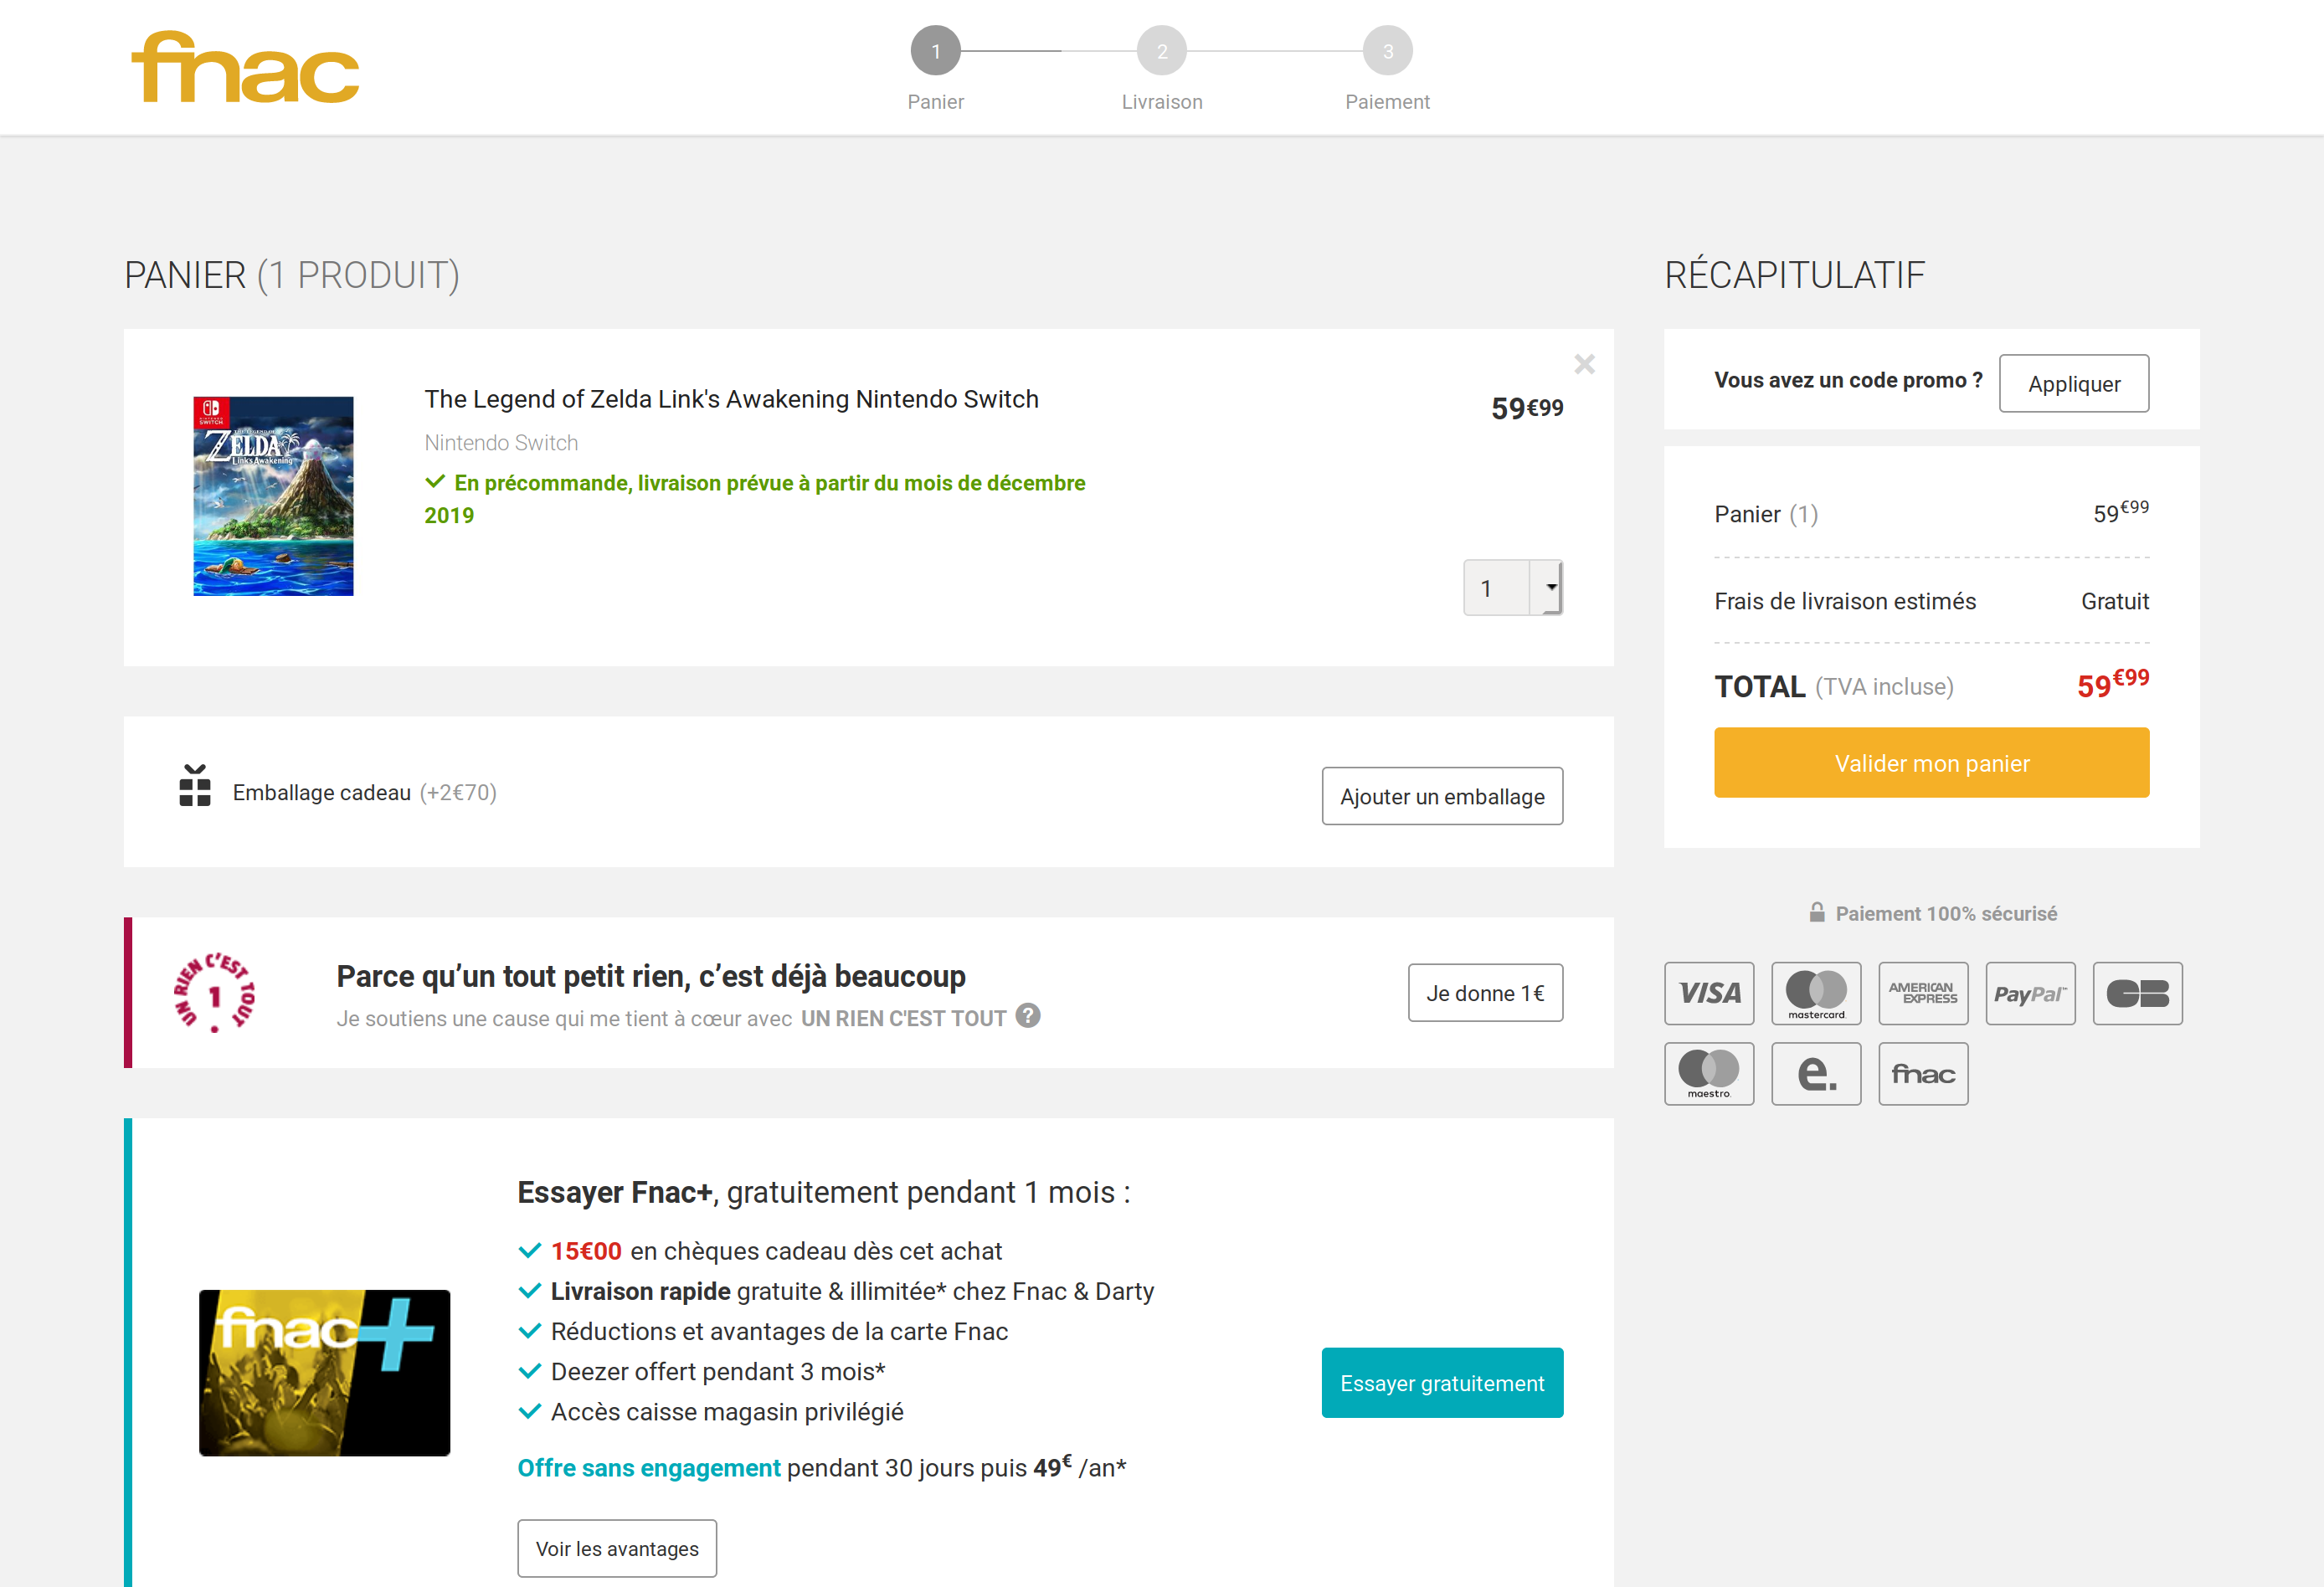 fnac
1
2
3
Panier
Livraison
Paiement
PANIER (1 PRODUIT)
NINTENDO
SWITCH
ZELDA
Link's Awakening
The Legend of Zelda Link's Awakening Nintendo Switch
59€99
Nintendo Switch
En précommande, livraison prévue à partir du mois de décembre
2019
1
Emballage cadeau (+2€70)
Ajouter un emballage
UN RIEN C'EST TOUT
1
Parce qu’un tout petit rien, c’est déjà beaucoup
Je soutiens une cause qui me tient à cœur avec UN RIEN C'EST TOUT ?
Je donne 1€
fnac+
Essayer Fnac+, gratuitement pendant 1 mois :
15€00 en chèques cadeau dès cet achat
Livraison rapide gratuite & illimitée* chez Fnac & Darty
Réductions et avantages de la carte Fnac
Deezer offert pendant 3 mois*
Accès caisse magasin privilégié
Offre sans engagement pendant 30 jours puis 49€ /an*
Essayer gratuitement
Voir les avantages
RÉCAPITULATIF
Vous avez un code promo ?
Appliquer
Panier (1)
59€99
Frais de livraison estimés
Gratuit
TOTAL (TVA incluse)
59€99
Valider mon panier
Paiement 100% sécurisé
VISA
mastercard.
AMERICAN
EXPRESS
PayPal™
CB
maestro.
e.
fnac